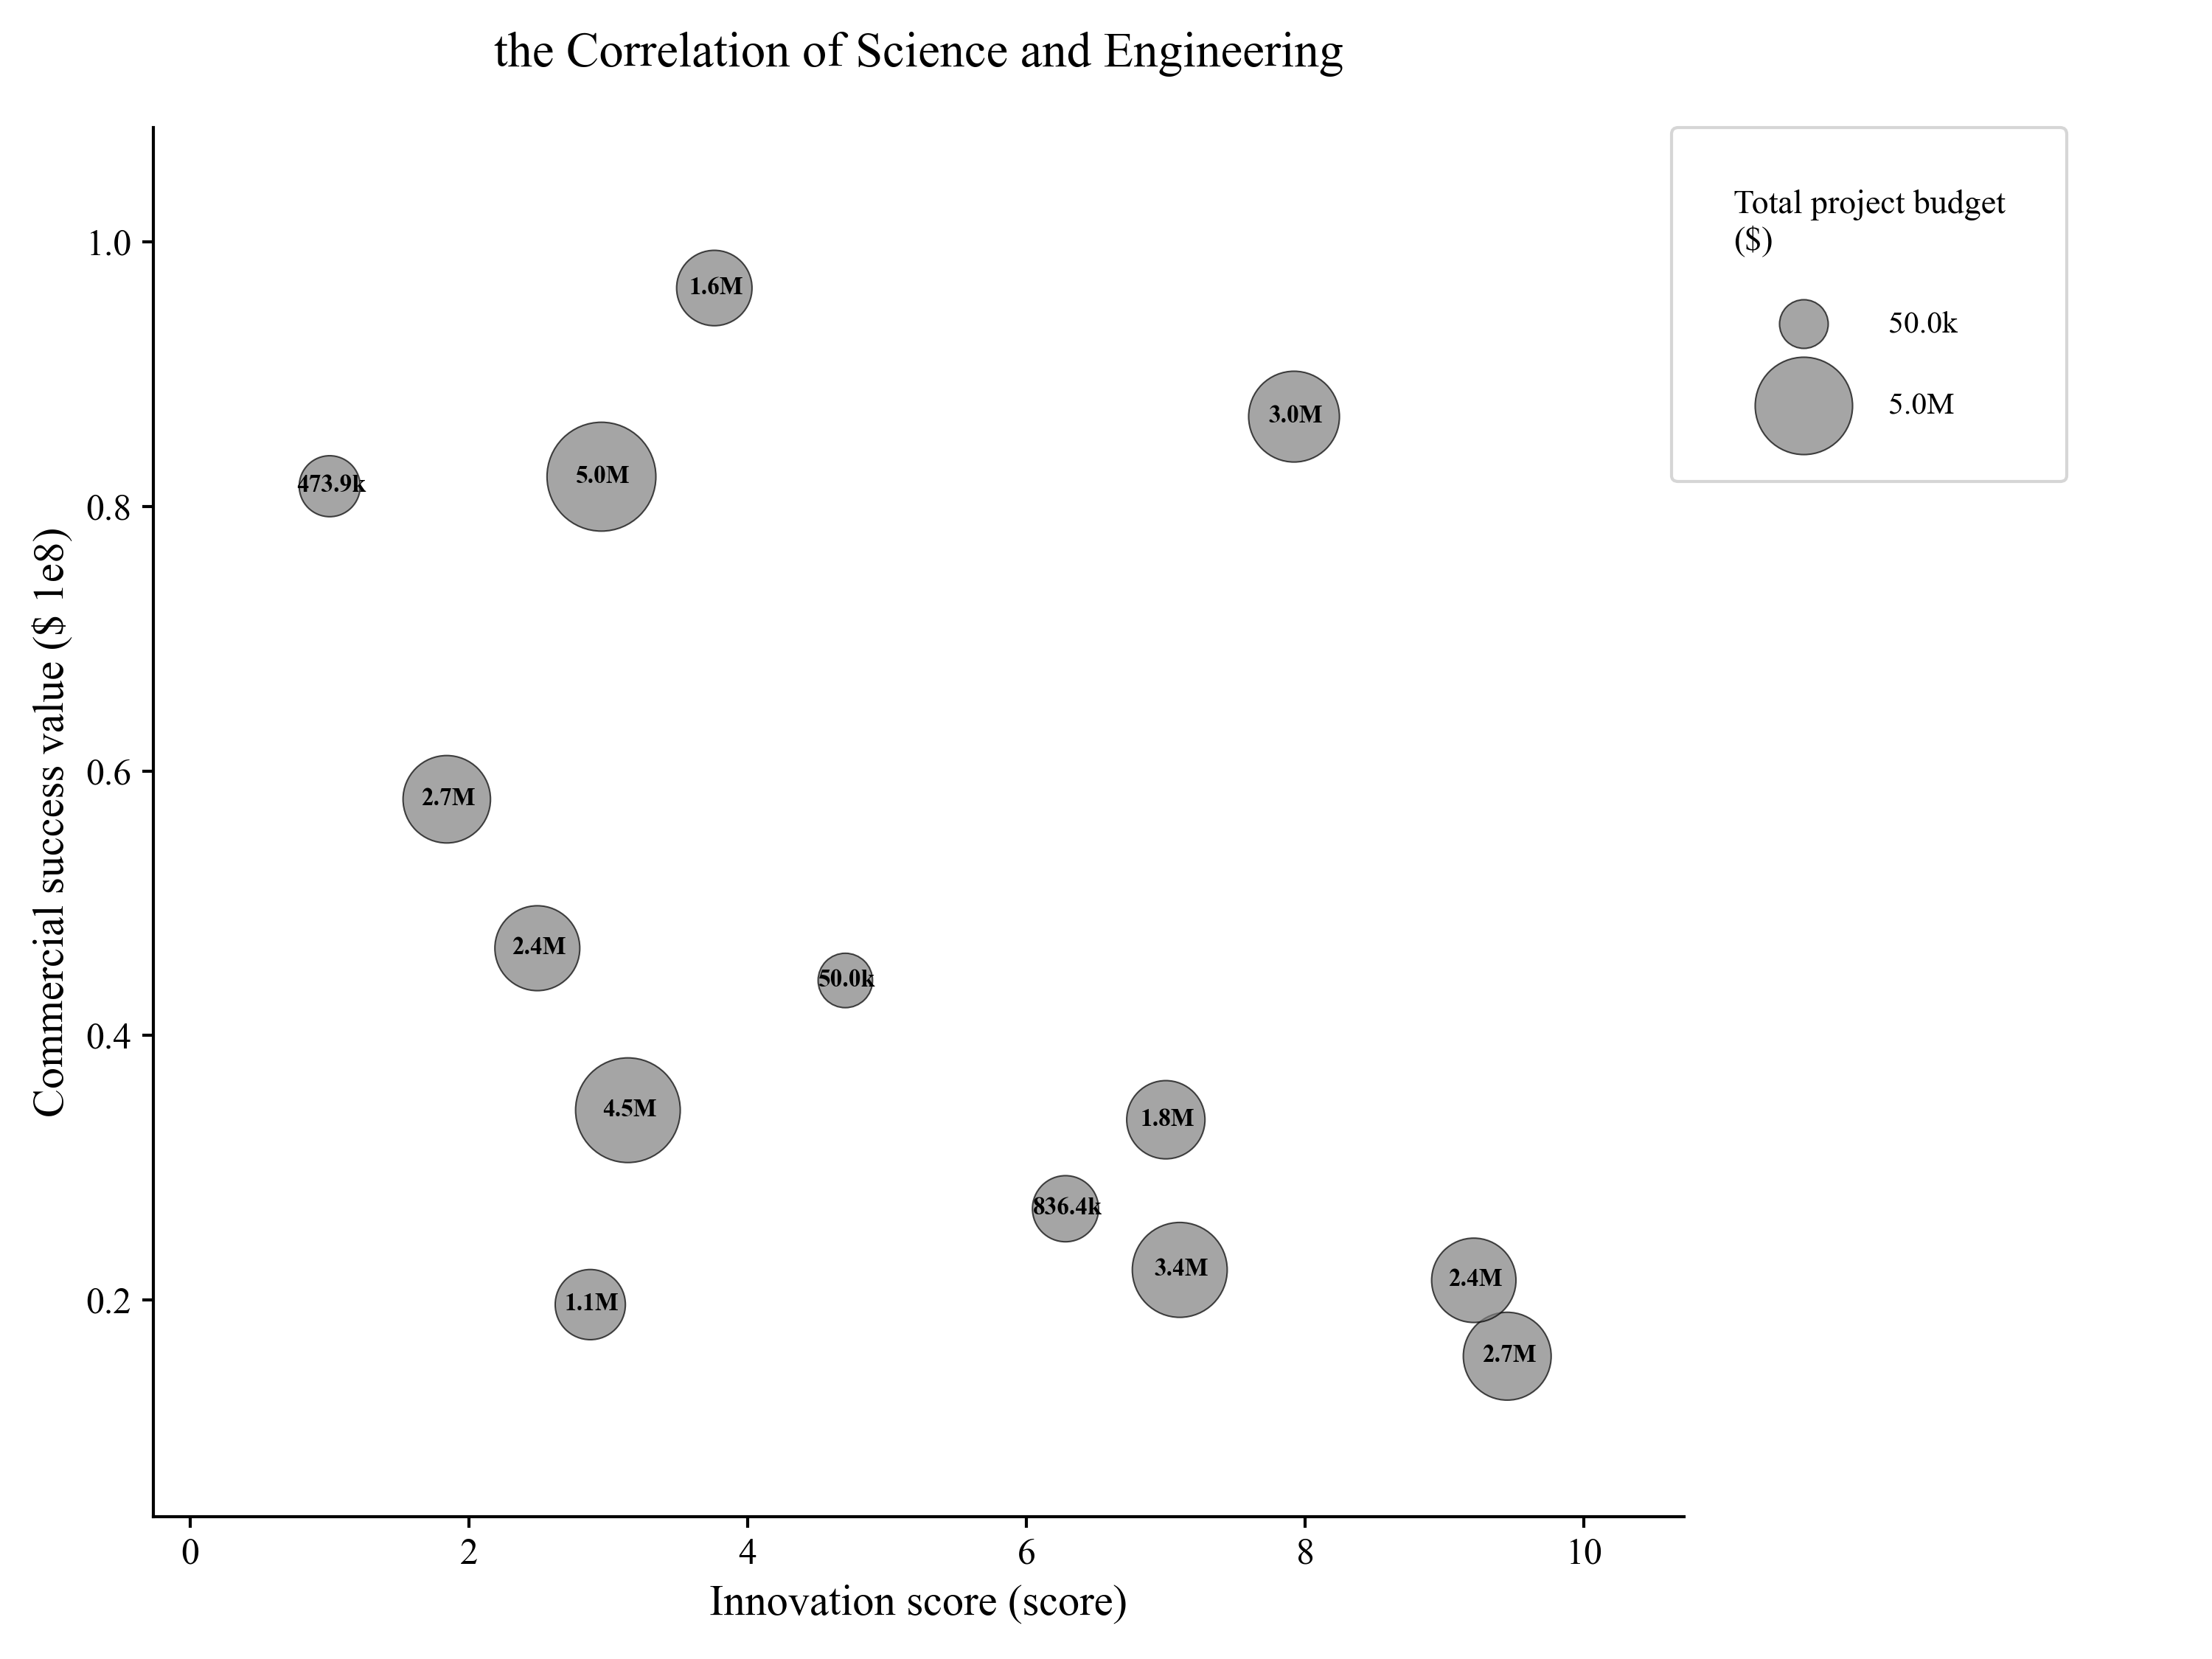 the Correlation of Science and Engineering
Total project budget
($)
50.0k
5.0M
Commercial success value ($ 1e8)
1.0
0.8
0.6
0.4
0.2
1.6M
3.0M
5.0M
473.9k
2.7M
2.4M
50.0k
4.5M
1.8M
836.4k
3.4M
2.4M
1.1M
2.7M
0
2
4
6
8
10
Innovation score (score)